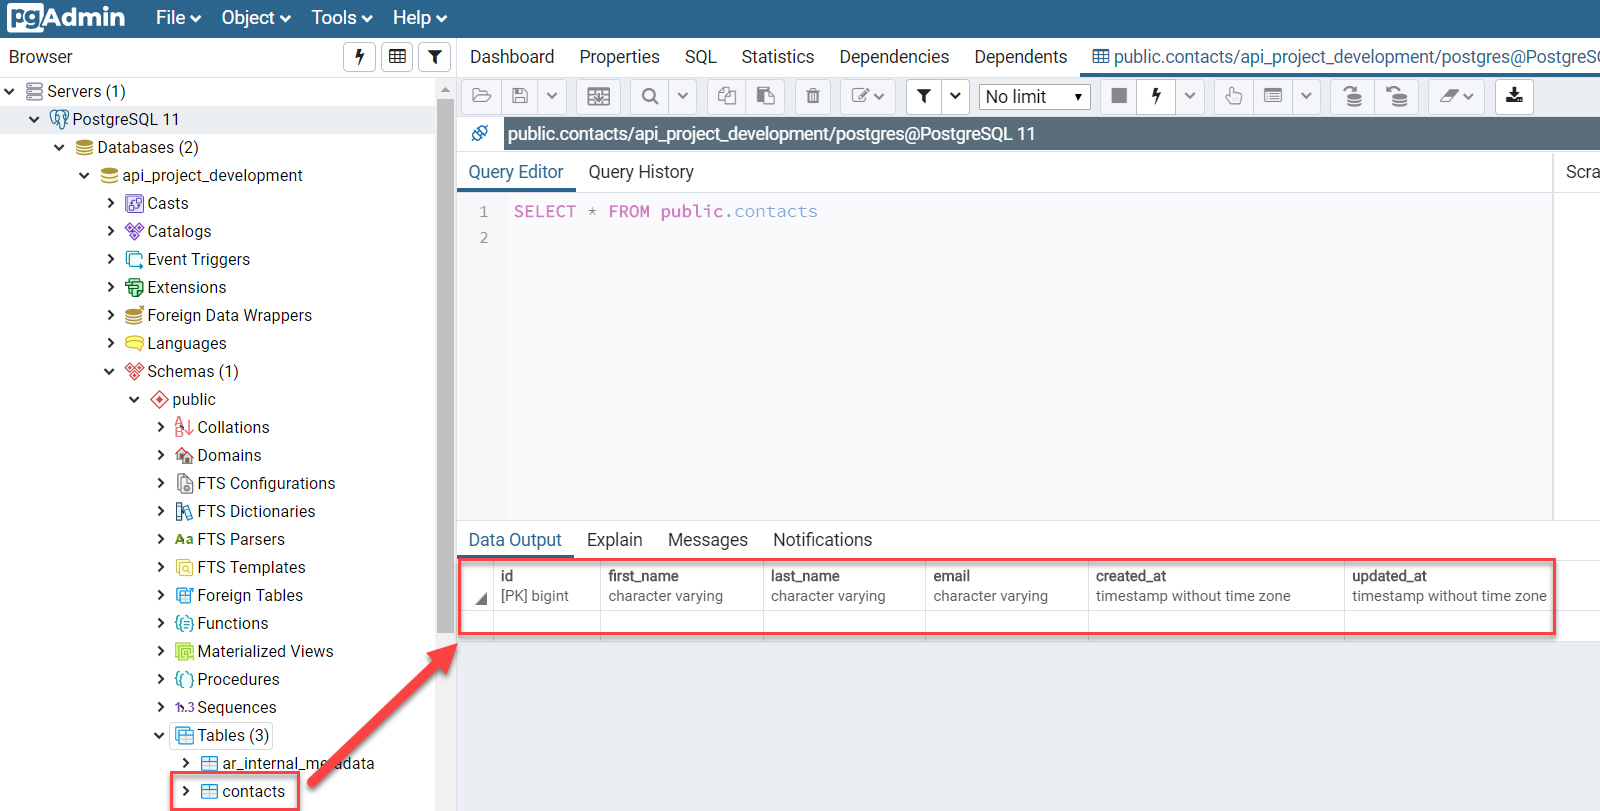 pgAdmin File Object Tools Help
Browser
Dashboard Properties SQL Statistics Dependencies Dependents public.contacts/api_project_development/postgres@PostgreSQ
No limit
public.contacts/api_project_development/postgres@PostgreSQL 11
Servers (1)
PostgreSQL 11
Databases (2)
api_project_development
Casts
Catalogs
Event Triggers
Extensions
Foreign Data Wrappers
Languages
Schemas (1)
public
Collations
Domains
FTS Configurations
FTS Dictionaries
Aa FTS Parsers
FTS Templates
Foreign Tables
Functions
Materialized Views
Procedures
1..3 Sequences
Tables (3)
ar_internal_metadata
contacts
Query Editor Query History
Scra
1 SELECT * FROM public.contacts
2
Data Output Explain Messages Notifications
id first_name last_name email created_at updated_at
[PK] bigint character varying character varying character varying timestamp without time zone timestamp without time zone